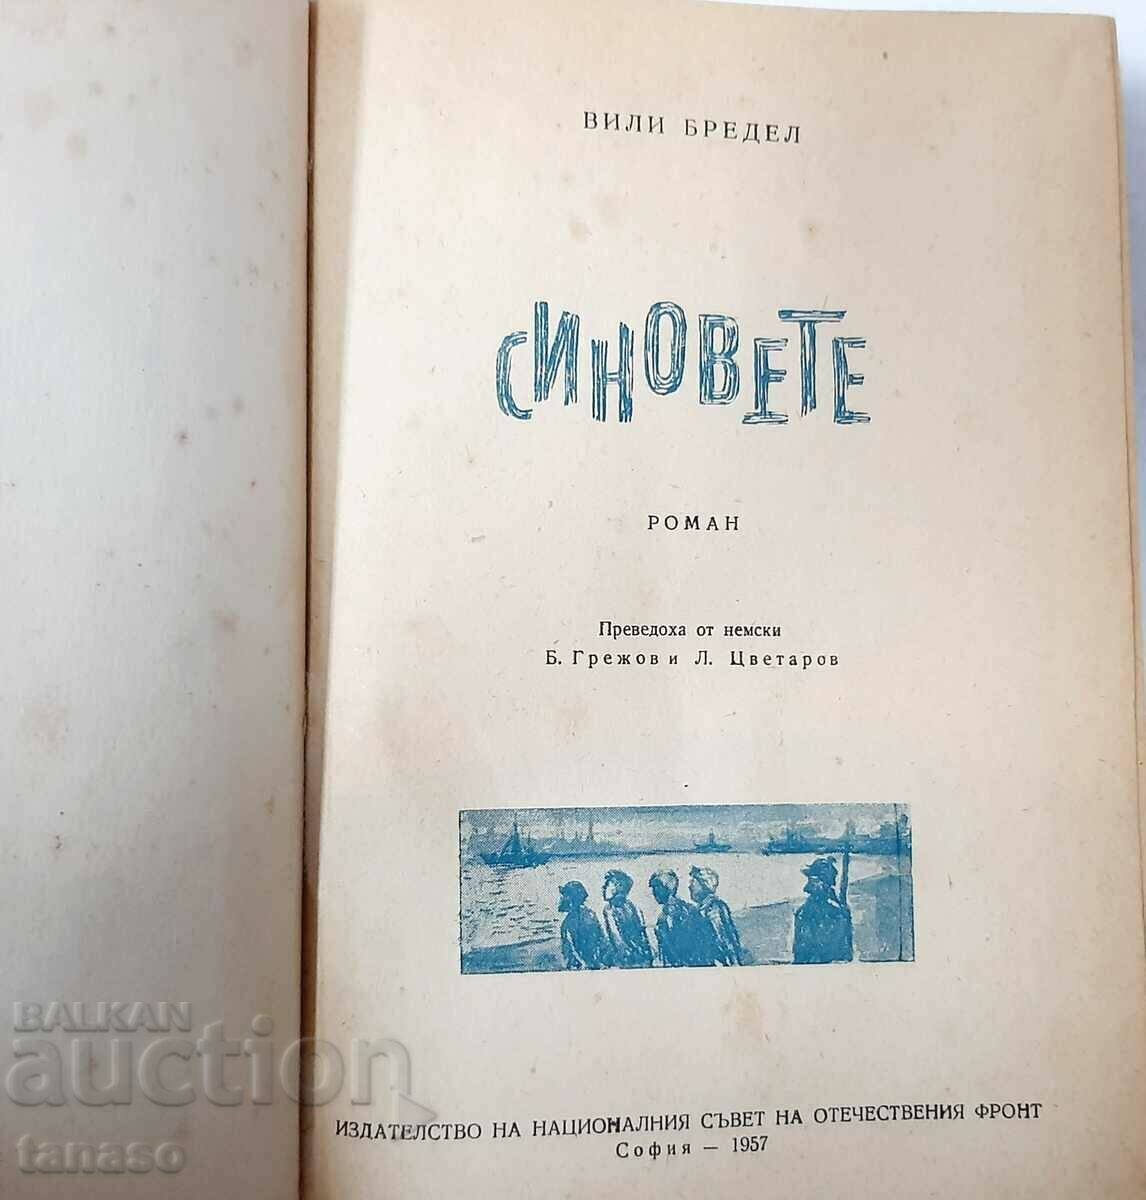 ВИЛИ БРЕДЕЛ
СИНОВЕТЕ
РОМАН
Преведоха от немски
Б. Грежов и Л. Цветаров
ИЗДАТЕЛСТВО НА НАЦИОНАЛНИЯ СЪВЕТ НА ОТЕЧЕСТВЕНИЯ ФРОНТ
София — 1957
BALKAN
auction
tanaso